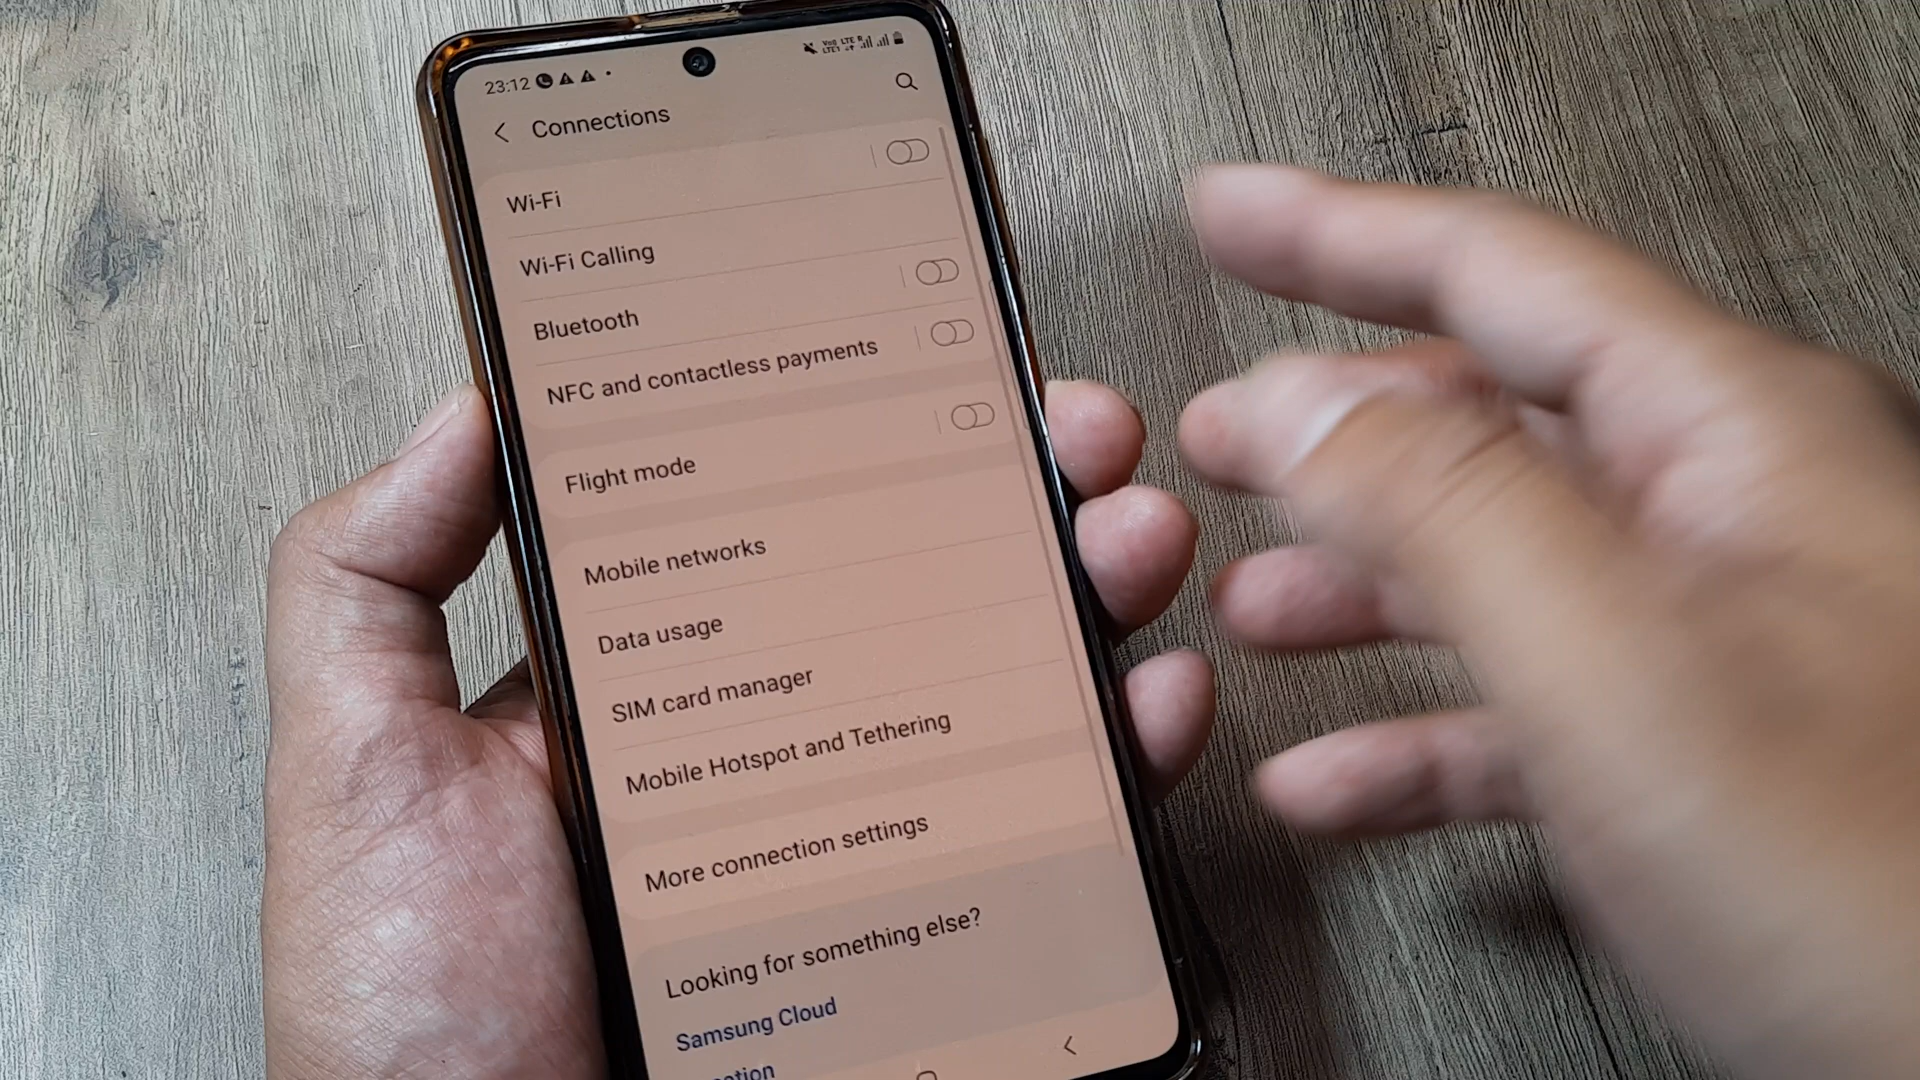 23:12
Connections
Wi-Fi
Wi-Fi Calling
Bluetooth
NFC and contactless payments
Flight mode
Mobile networks
Data usage
SIM card manager
Mobile Hotspot and Tethering
More connection settings
Looking for something else?
Samsung Cloud